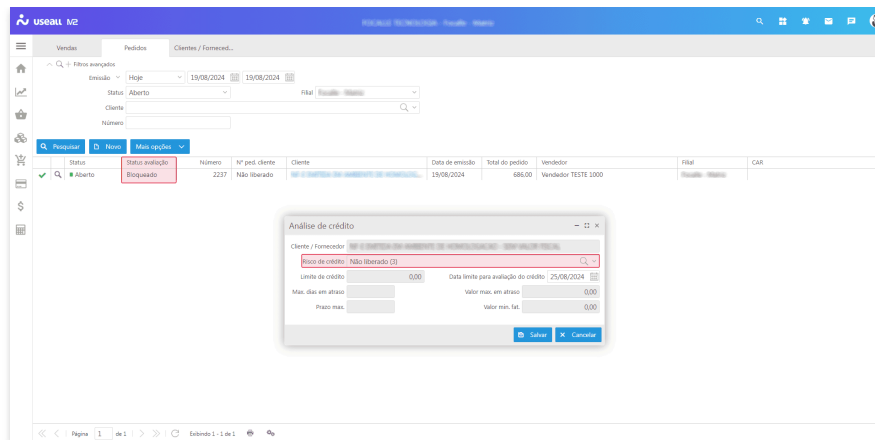 useall M2
Vendas Pedidos Clientes / Forneced...
Filtros avançados
Emissão Hoje 19/08/2024 19/08/2024
Status Aberto Filial
Cliente
Número
Pesquisar Novo Mais opções
Status Status avaliação Número Nº ped. cliente Cliente Data de emissão Total do pedido Vendedor Filial CAR
Aberto Bloqueado 2237 Não liberado 19/08/2024 686.00 Vendedor TESTE 1000
Análise de crédito
Cliente / Fornecedor
Risco de crédito Não liberado (3)
Limite de crédito 0,00 Data limite para avaliação do crédito 25/08/2024
Max. dias em atraso Valor max. em atraso 0,00
Prazo max. Valor min. fat. 0,00
Salvar Cancelar
Página 1 de 1 Exibindo 1 - 1 de 1